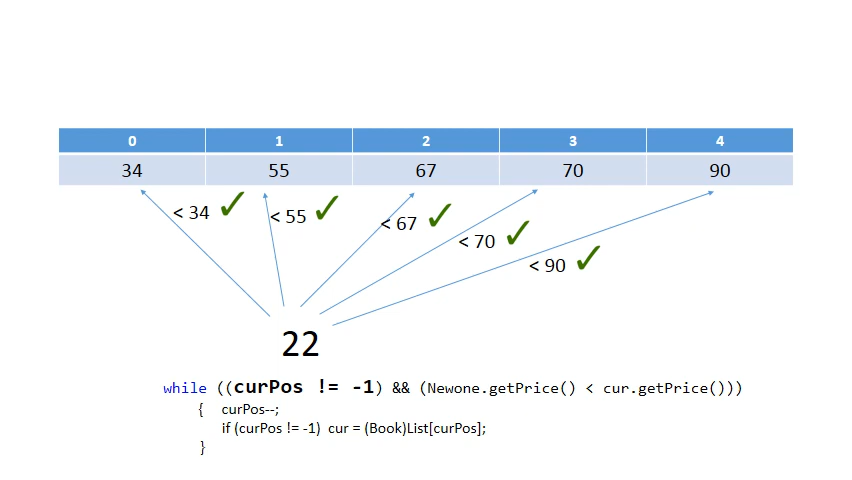 0 1 2 3 4
34 55 67 70 90
< 34 ✓ < 55 ✓ < 67 ✓ < 70 ✓ < 90 ✓
22
while ((curPos != -1) && (Newone.getPrice() < cur.getPrice()))
{ curPos--;
if (curPos != -1) cur = (Book)List[curPos];
}